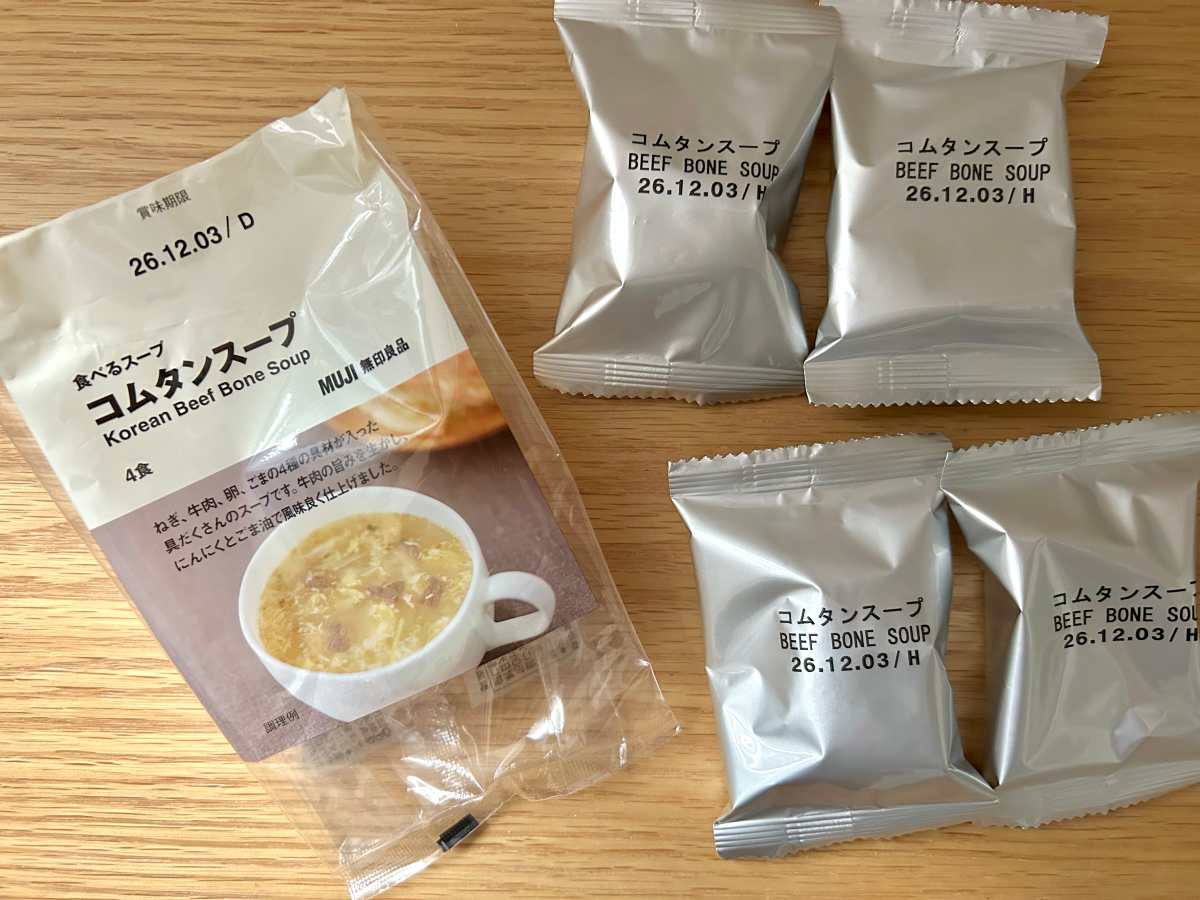 賞味期限
26.12.03/D
食べるスープ
コムタンスープ
Korean Beef Bone Soup
MUJI 無印良品
4食
ねぎ、牛肉、卵、ごまの4種の具材が入った
具だくさんのスープです。牛肉の旨みを生かし、
にんにくとごま油で風味良く仕上げました。
調理例
コムタンスープ
BEEF BONE SOUP
26.12.03/H
コムタンスープ
BEEF BONE SOUP
26.12.03/H
コムタンスープ
BEEF BONE SOUP
26.12.03/H
コムタンスープ
BEEF BONE SOU
26.12.03/H